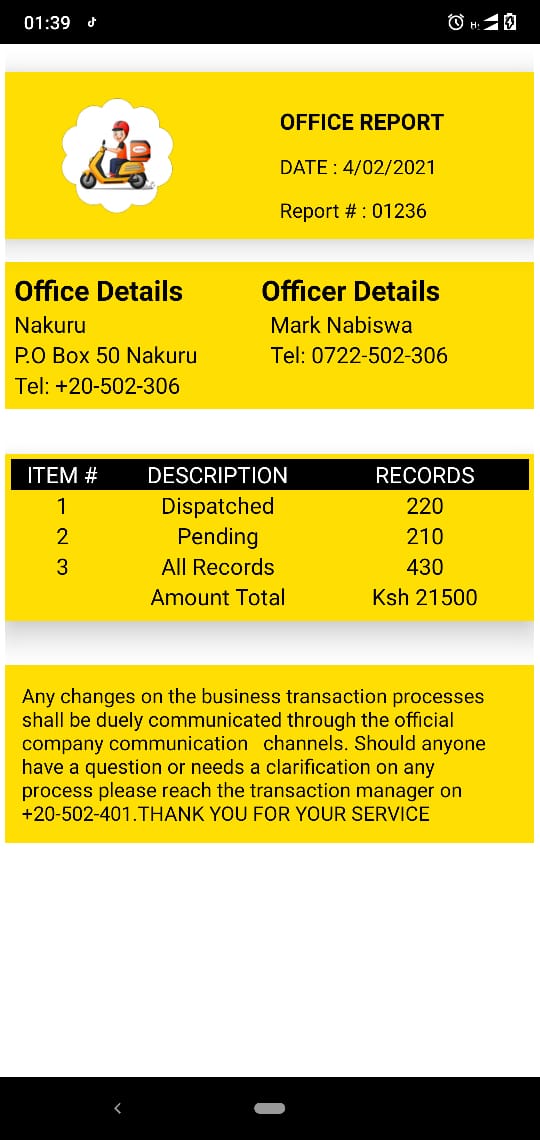 01:39
OFFICE REPORT
DATE : 4/02/2021
Report # : 01236
Office Details
Officer Details
Nakuru
Mark Nabiswa
P.O Box 50 Nakuru
Tel: 0722-502-306
Tel: +20-502-306
ITEM # DESCRIPTION RECORDS
1 Dispatched 220
2 Pending 210
3 All Records 430
Amount Total Ksh 21500
Any changes on the business transaction processes
shall be duely communicated through the official
company communication   channels. Should anyone
have a question or needs a clarification on any
process please reach the transaction manager on
+20-502-401.THANK YOU FOR YOUR SERVICE